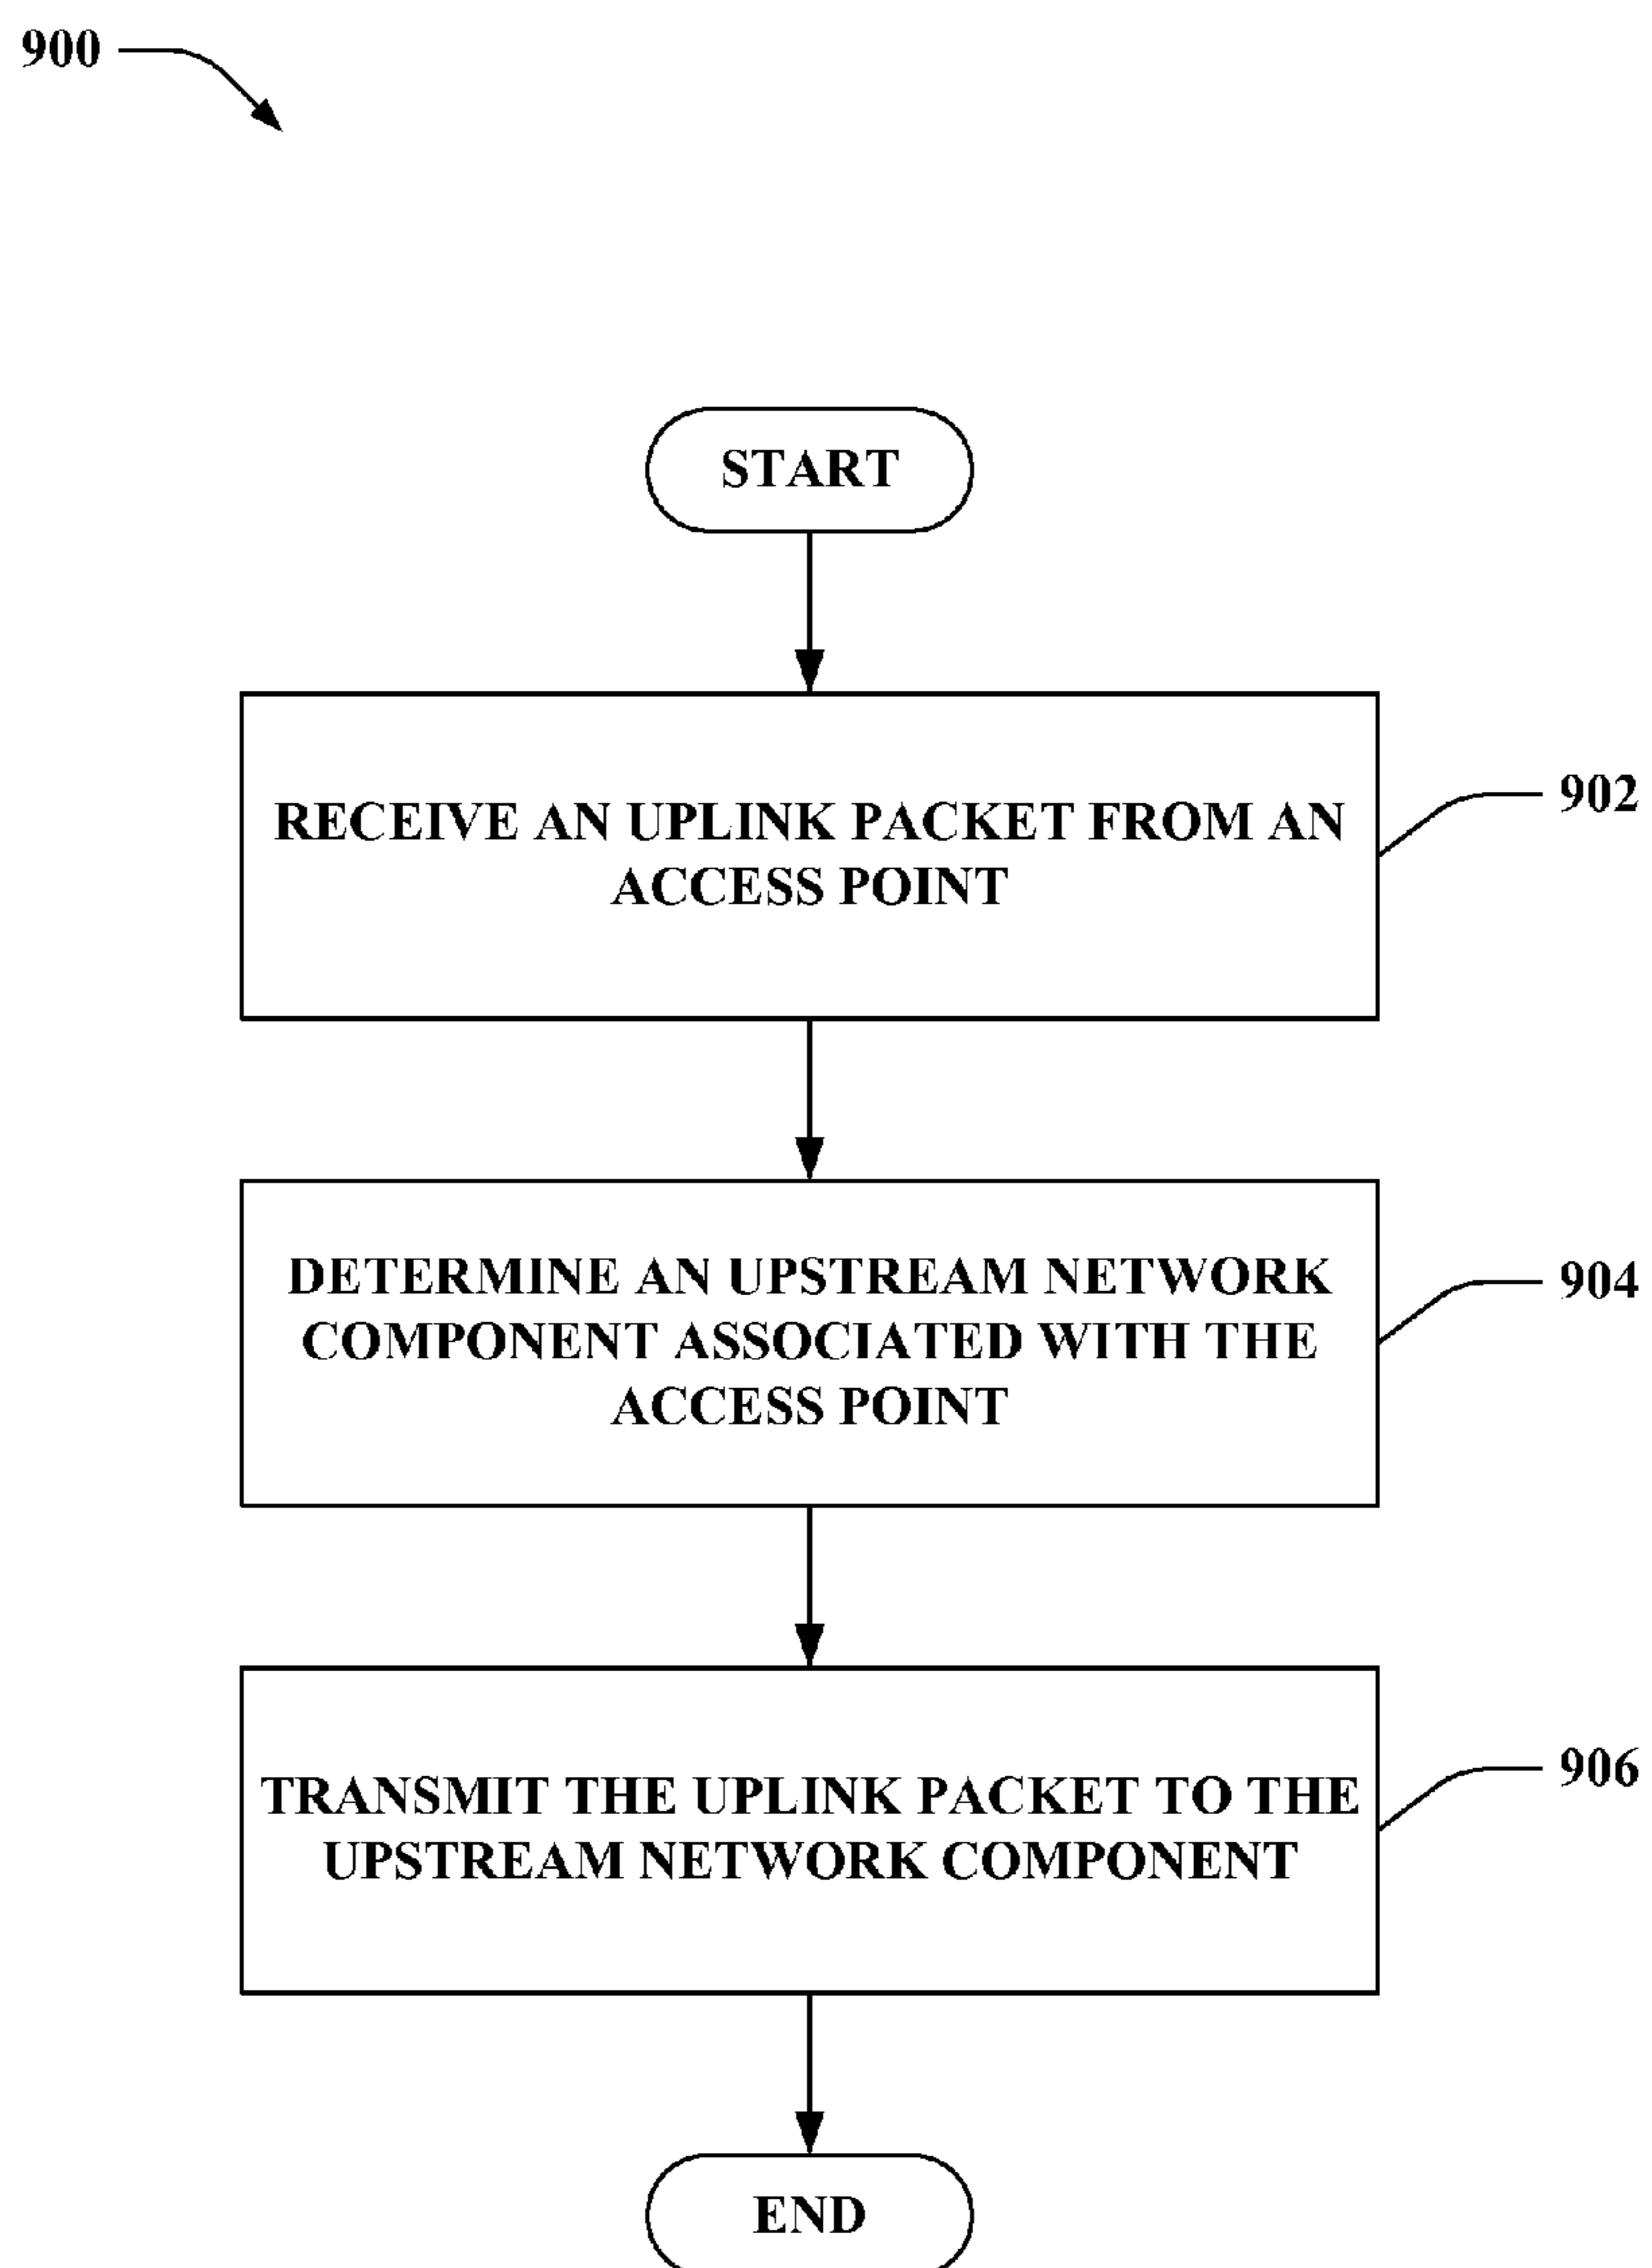 900
START
RECEIVE AN UPLINK PACKET FROM AN
ACCESS POINT
902
DETERMINE AN UPSTREAM NETWORK
COMPONENT ASSOCIATED WITH THE
ACCESS POINT
904
TRANSMIT THE UPLINK PACKET TO THE
UPSTREAM NETWORK COMPONENT
906
END